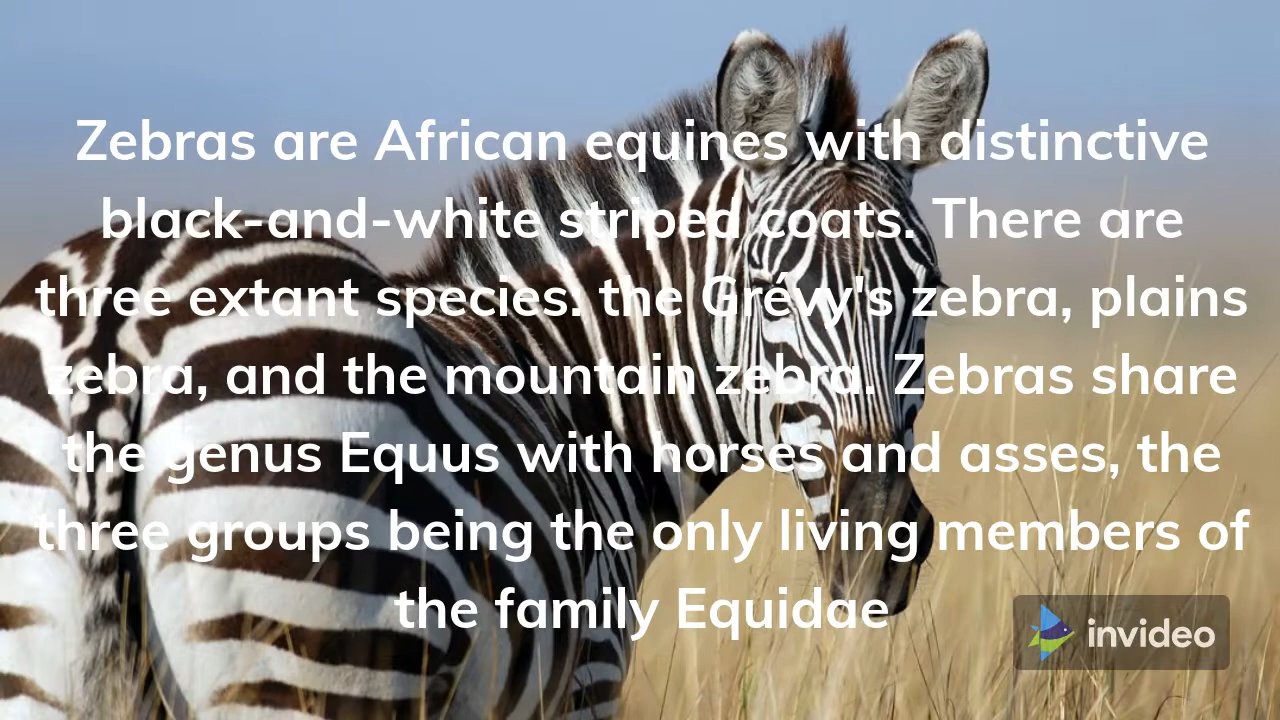 Zebras are African equines with distinctive
black-and-white striped coats. There are
three extant species: the Grévy's zebra, plains
zebra, and the mountain zebra. Zebras share
the genus Equus with horses and asses, the
three groups being the only living members of
the family Equidae
invideo